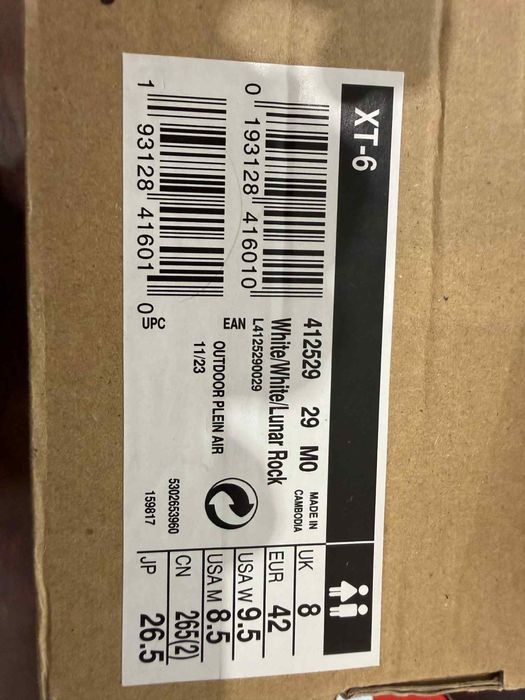 XT-6
0 193128 416010
1 93128 41601 0
UPC
EAN
412529 29 M0
White/White/Lunar Rock
L4125290029
OUTDOOR PLEIN AIR
11/23
MADE IN
CAMBODIA
5302653960
159817
UK 8
EUR 42
USA W 9.5
USA M 8.5
CN 265(2)
JP 26.5